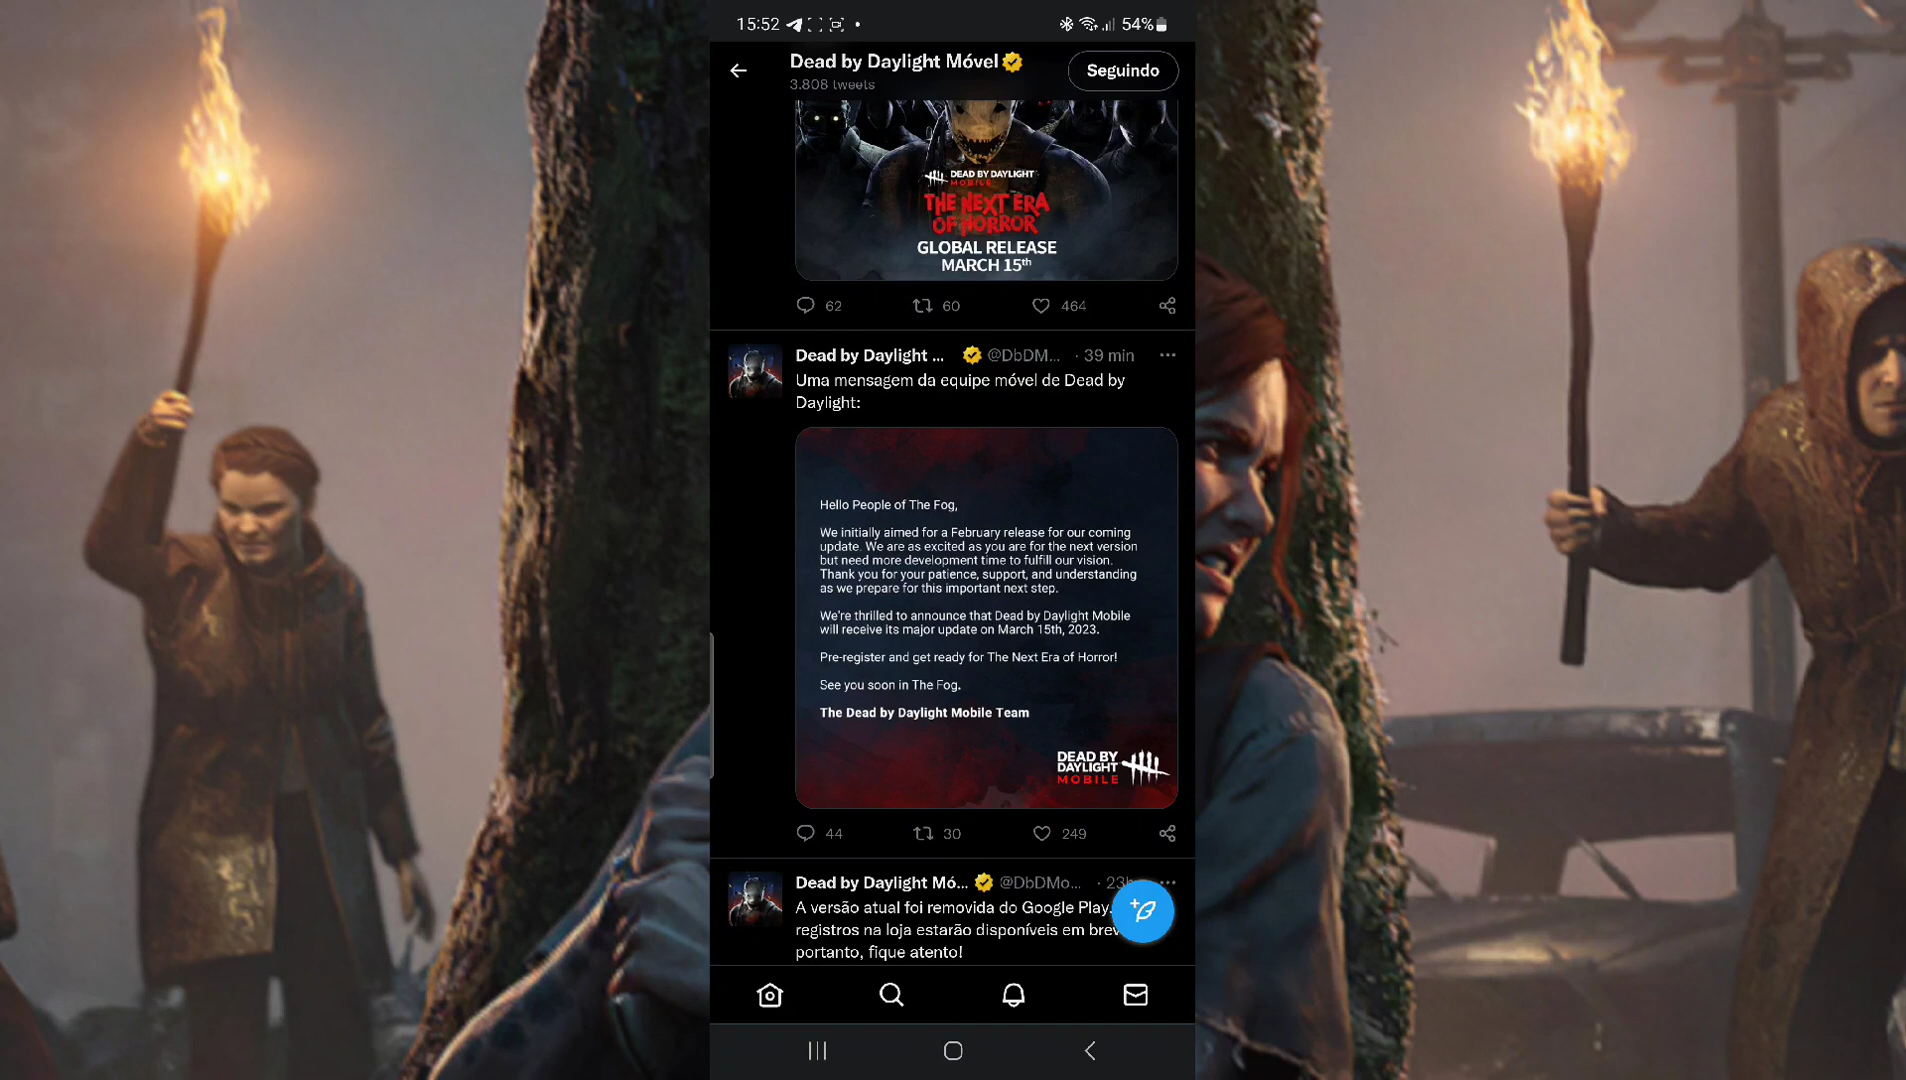 15:52
54%
Dead by Daylight Móvel
3.808 tweets
Seguindo
DEAD BY DAYLIGHT
MOBILE
THE NEXT ERA
OF HORROR
GLOBAL RELEASE
MARCH 15th
62
60
464
Dead by Daylight ... @DbDM... · 39 min
Uma mensagem da equipe móvel de Dead by
Daylight:
Hello People of The Fog,
We initially aimed for a February release for our coming
update. We are as excited as you are for the next version
but need more development time to fulfill our vision.
Thank you for your patience, support, and understanding
as we prepare for this important next step.
We're thrilled to announce that Dead by Daylight Mobile
will receive its major update on March 15th, 2023.
Pre-register and get ready for The Next Era of Horror!
See you soon in The Fog.
The Dead by Daylight Mobile Team
DEAD BY
DAYLIGHT
MOBILE
44
30
249
Dead by Daylight Mó... @DbDMo... · 23h
A versão atual foi removida do Google Play.
registros na loja estarão disponíveis em brev
portanto, fique atento!